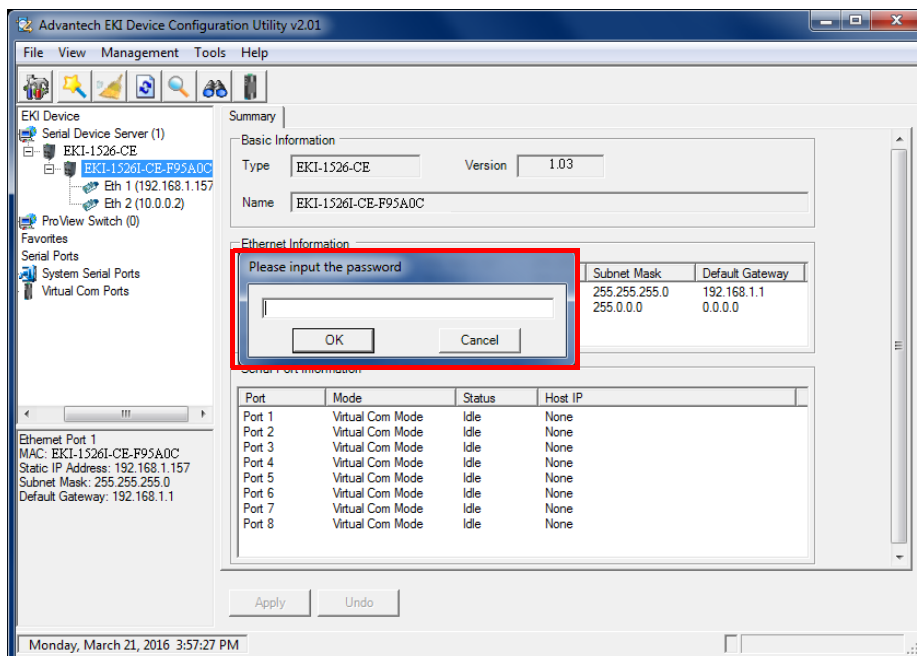 Advantech EKI Device Configuration Utility v2.01
File View Management Tools Help
EKI Device
Serial Device Server (1)
EKI-1526-CE
EKI-1526I-CE-F95A0C
Eth 1 (192.168.1.157
Eth 2 (10.0.0.2)
ProView Switch (0)
Favorites
Serial Ports
System Serial Ports
Virtual Com Ports
Ethernet Port 1
MAC: EKI-1526I-CE-F95A0C
Static IP Address: 192.168.1.157
Subnet Mask: 255.255.255.0
Default Gateway: 192.168.1.1
Summary
Basic Information
Type EKI-1526-CE Version 1.03
Name EKI-1526I-CE-F95A0C
Ethernet Information
Subnet Mask Default Gateway
255.255.255.0 192.168.1.1
255.0.0.0 0.0.0.0
Please input the password
OK Cancel
Serial Port Information
Port Mode Status Host IP
Port 1 Virtual Com Mode Idle None
Port 2 Virtual Com Mode Idle None
Port 3 Virtual Com Mode Idle None
Port 4 Virtual Com Mode Idle None
Port 5 Virtual Com Mode Idle None
Port 6 Virtual Com Mode Idle None
Port 7 Virtual Com Mode Idle None
Port 8 Virtual Com Mode Idle None
Apply Undo
Monday, March 21, 2016 3:57:27 PM